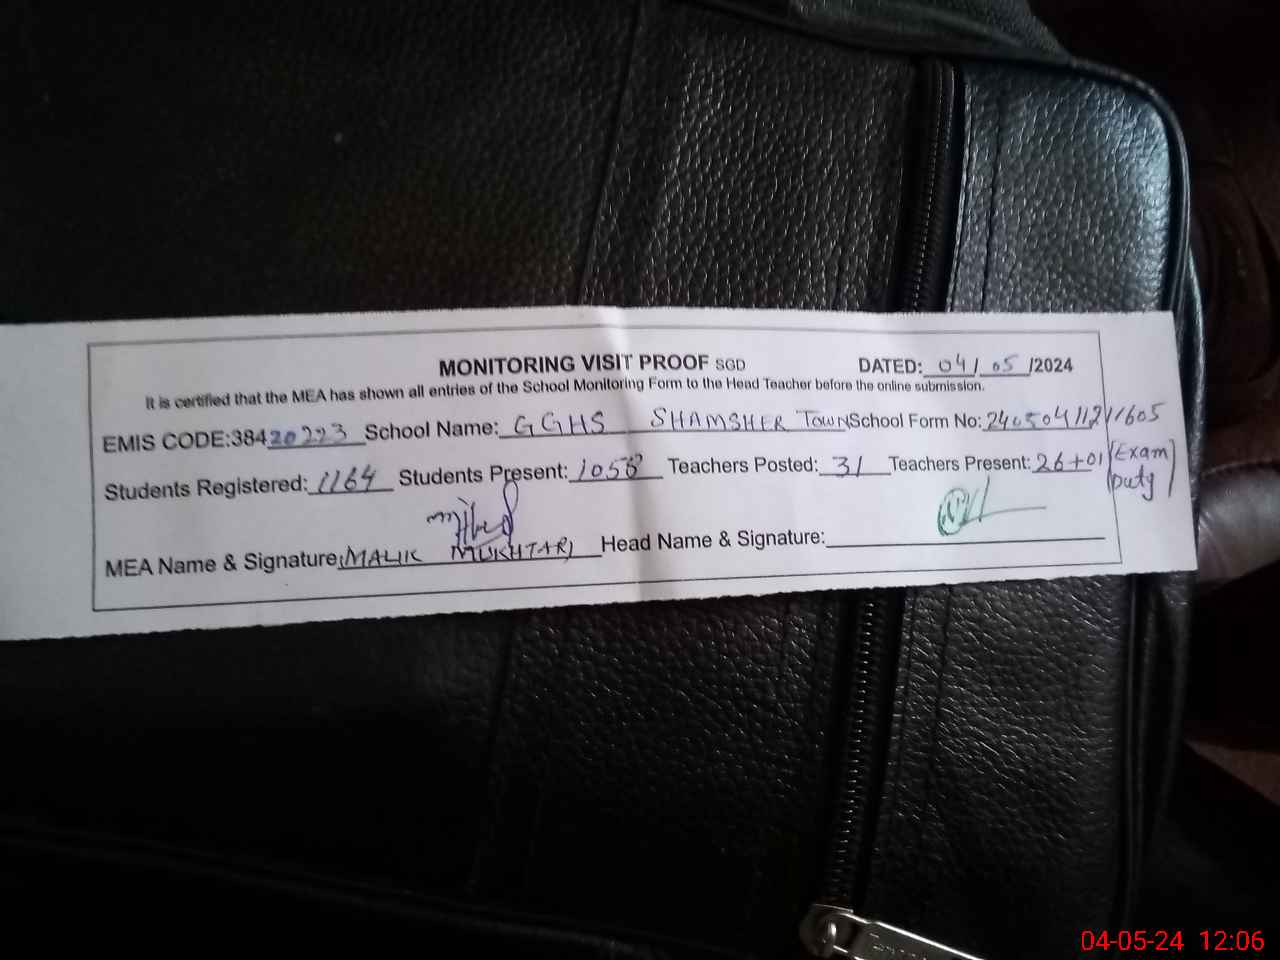 MONITORING VISIT PROOF SGD DATED: 04/05/2024
It is certified that the MEA has shown all entries of the School Monitoring Form to the Head Teacher before the online submission.
EMIS CODE:38420223 School Name: GGHS SHAMSHER TOWN School Form No: 240504112111605
Students Registered: 1164 Students Present: 1058 Teachers Posted: 31 Teachers Present: 26+01 (Exam Duty)
MEA Name & Signature: MALIK MUKHTAR Head Name & Signature:
04-05-24 12:06